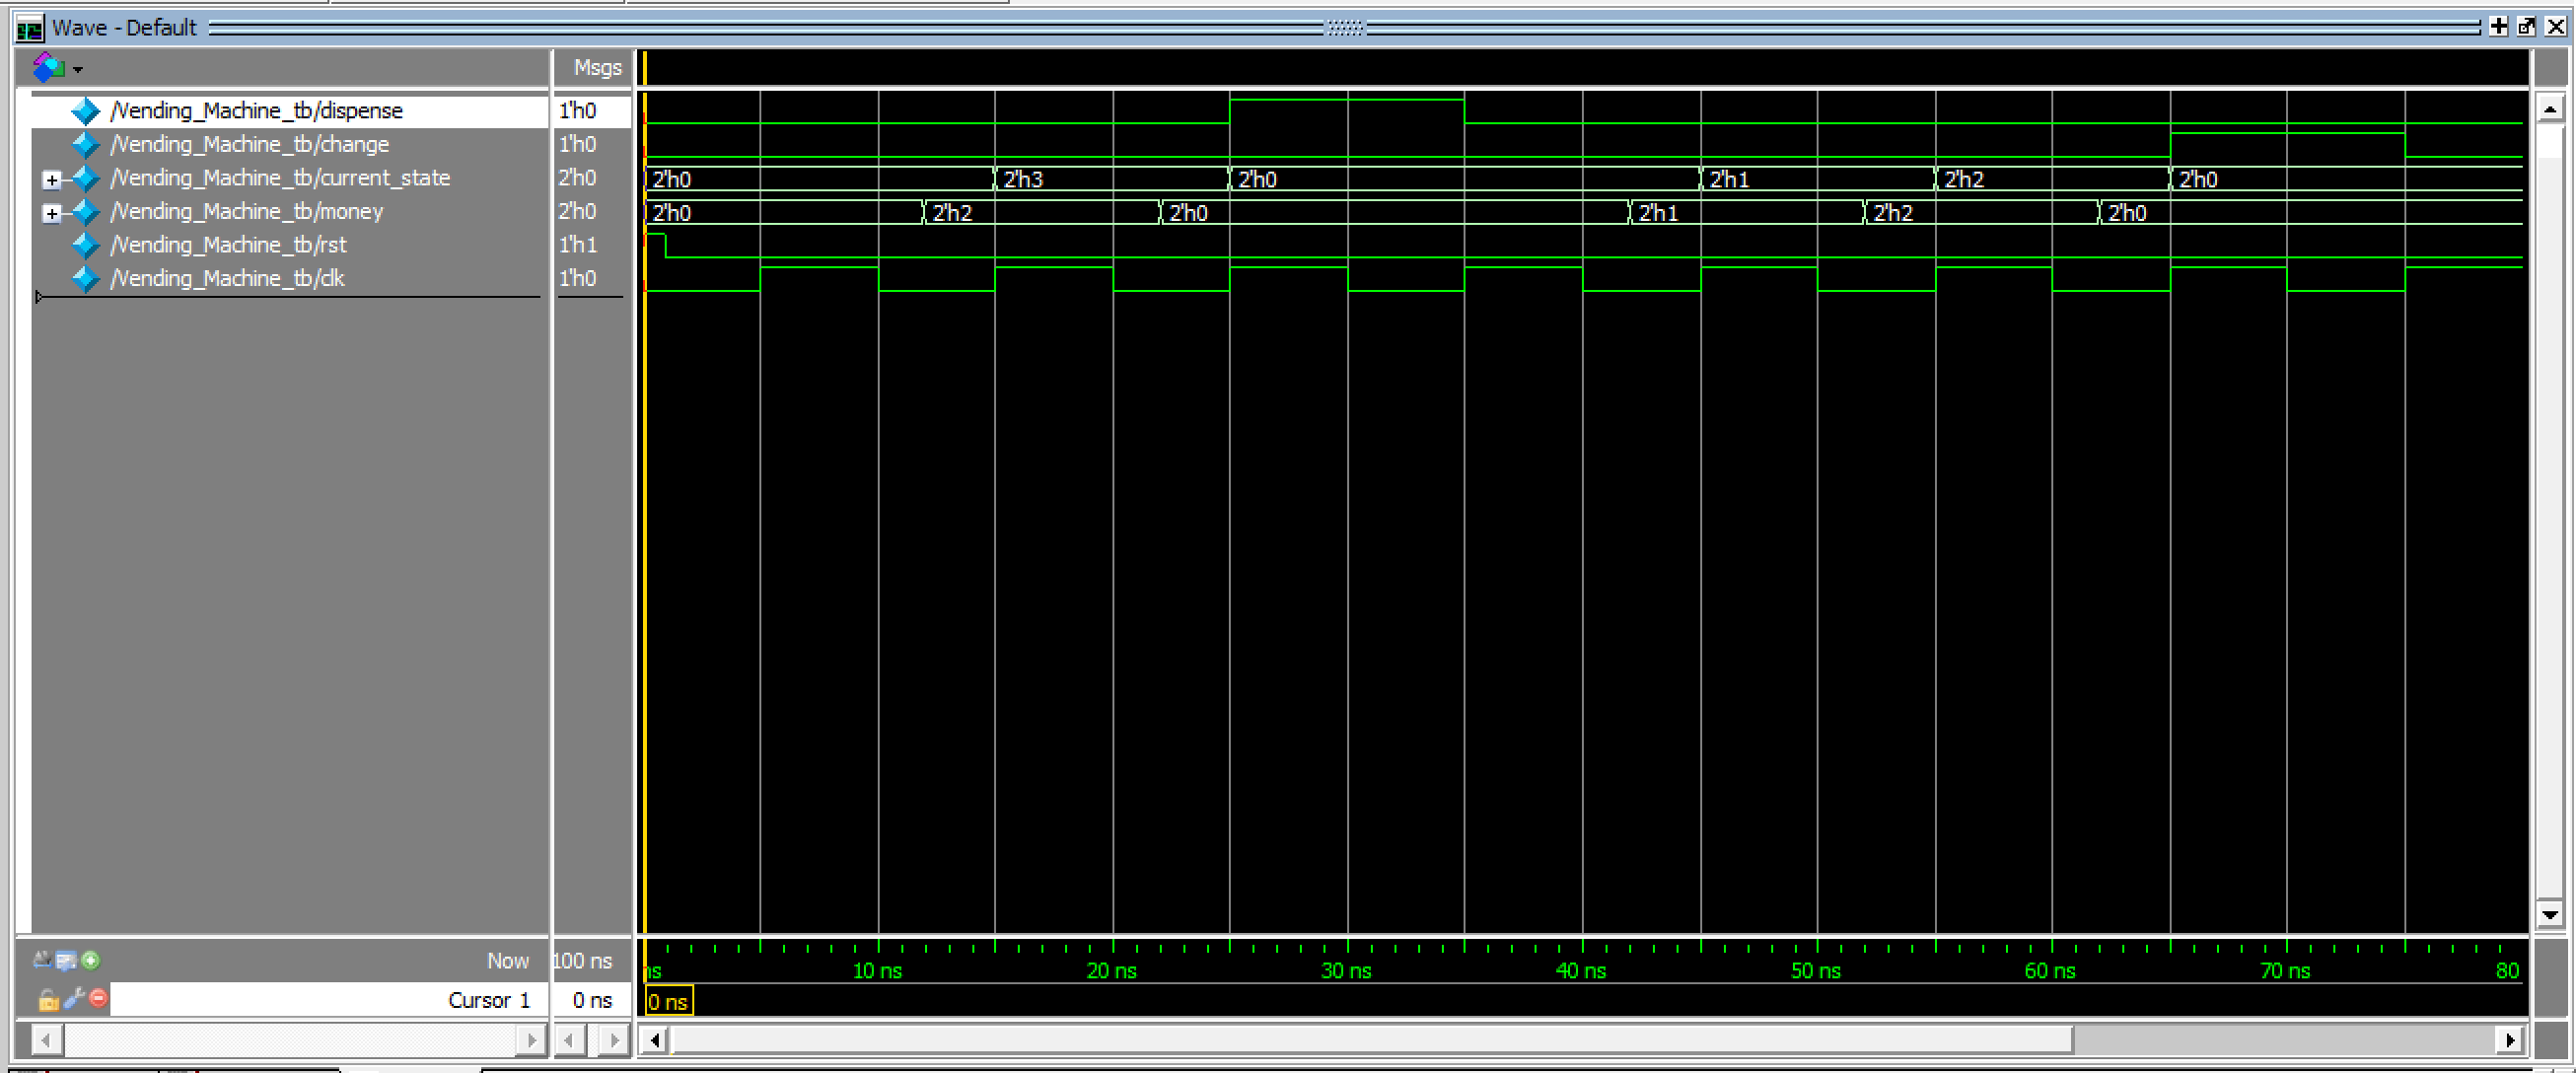 Wave - Default
Msgs
/Vending_Machine_tb/dispense 1'h0
/Vending_Machine_tb/change 1'h0
/Vending_Machine_tb/current_state 2'h0 2'h0 2'h3 2'h0 2'h1 2'h2 2'h0
/Vending_Machine_tb/money 2'h0 2'h0 2'h2 2'h0 2'h1 2'h2 2'h0
/Vending_Machine_tb/rst 1'h1
/Vending_Machine_tb/clk 1'h0
Now 100 ns ns 10 ns 20 ns 30 ns 40 ns 50 ns 60 ns 70 ns 80
Cursor 1 0 ns 0 ns